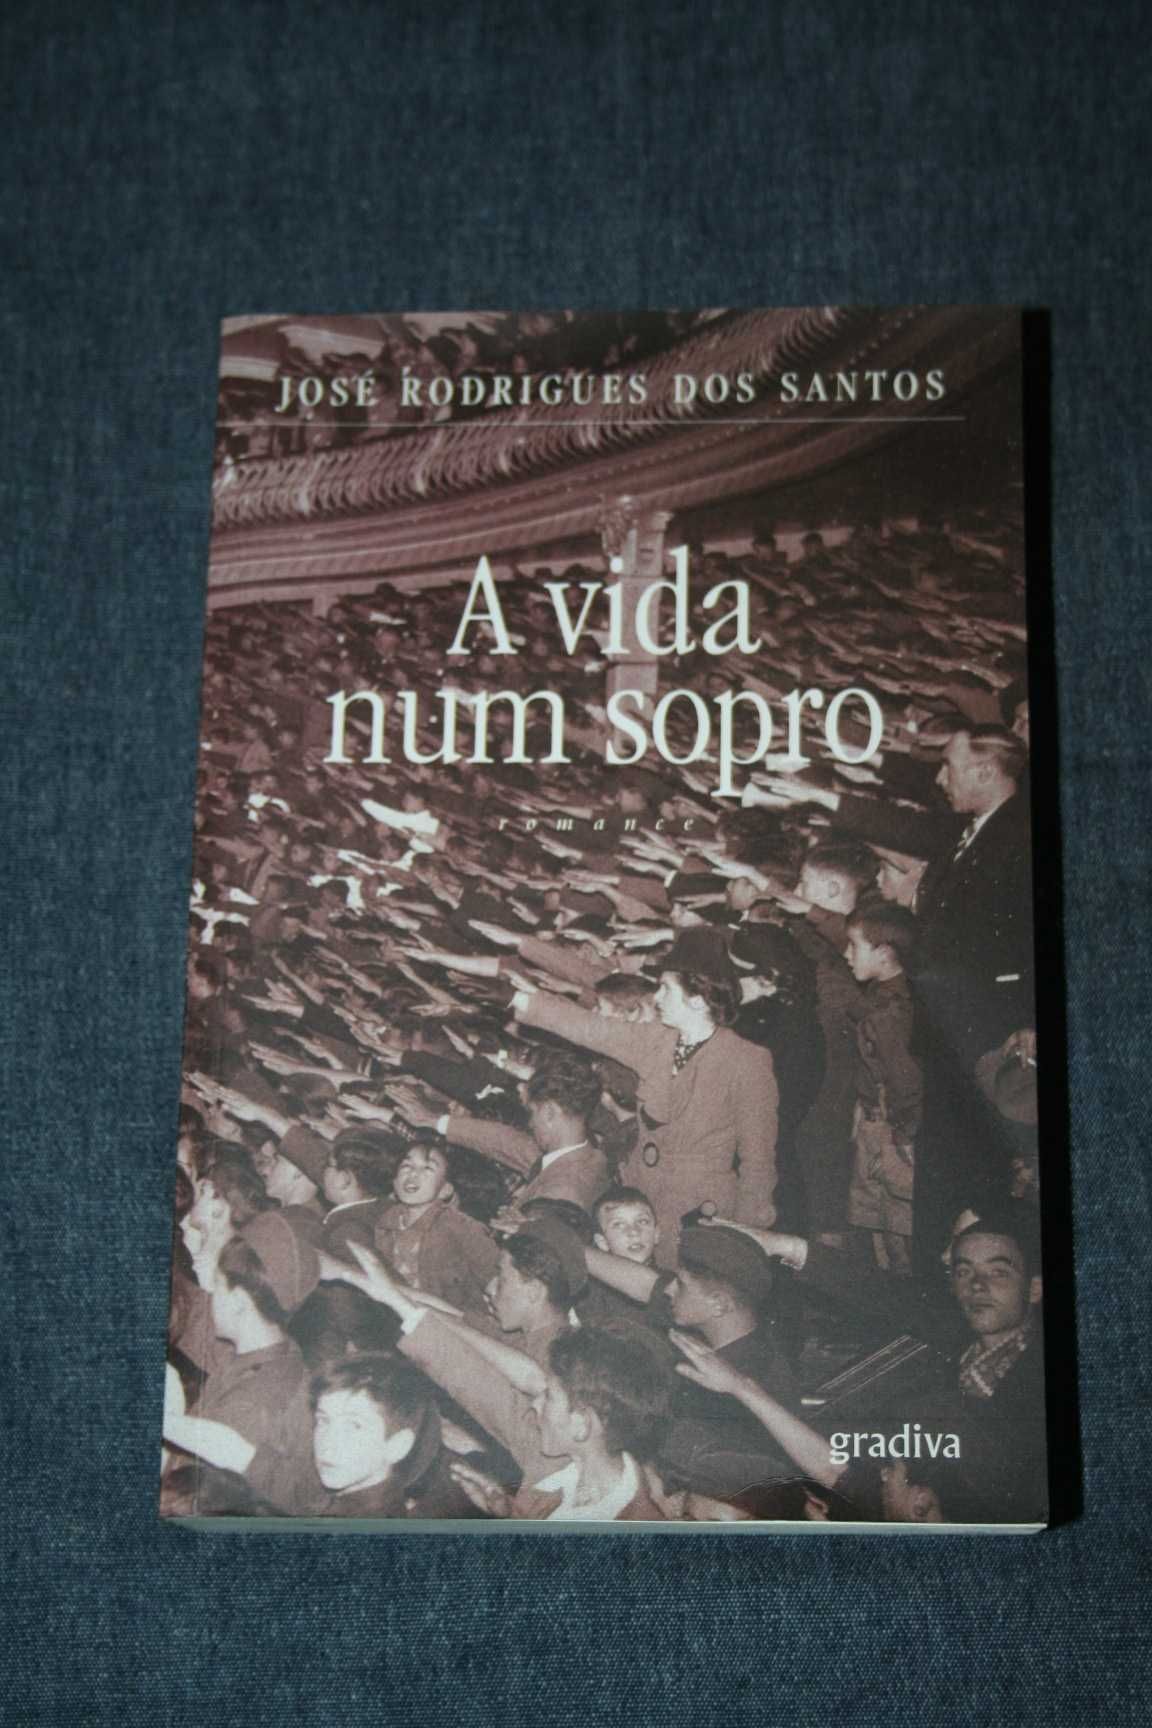 JOSÉ RODRIGUES DOS SANTOS
A vida
num sopro
romance
gradiva